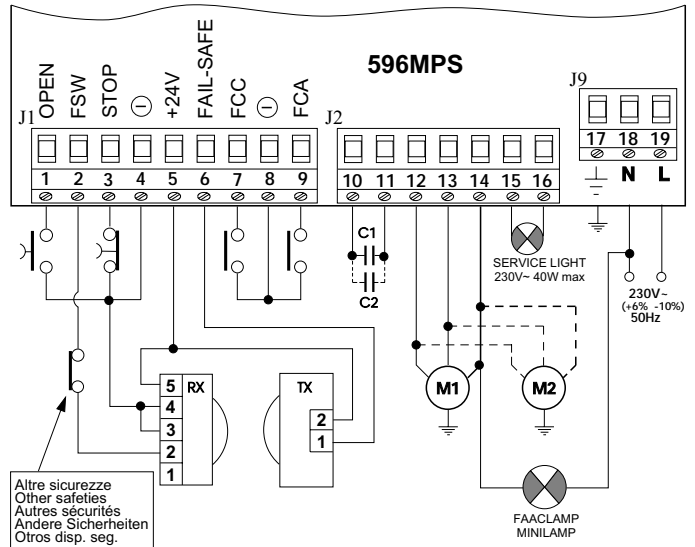 596MPS
J1
OPEN
FSW
STOP
⊖
+24V
FAIL-SAFE
FCC
⊖
FCA
J2
J9
1 2 3 4 5 6 7 8 9
10 11 12 13 14 15 16
17 18 19
N L
C1
C2
SERVICE LIGHT
230V~ 40W max
230V~
(+6% -10%)
50Hz
5 RX
4
3
2
1
TX
2
1
M1
M2
Altre sicurezze
Other safeties
Autres sécurités
Andere Sicherheiten
Otros disp. seg.
FAACLAMP
MINILAMP